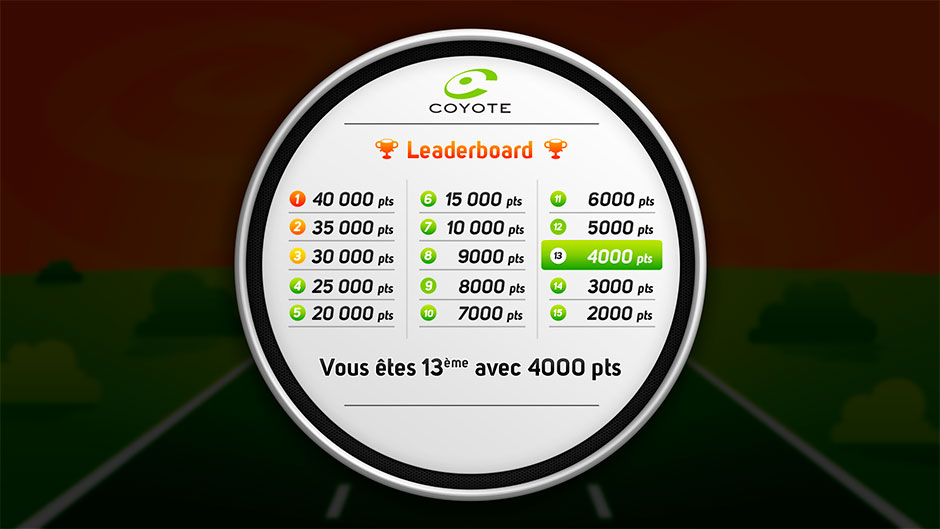 COYOTE
Leaderboard
1 40 000 pts
2 35 000 pts
3 30 000 pts
4 25 000 pts
5 20 000 pts
6 15 000 pts
7 10 000 pts
8 9000 pts
9 8000 pts
10 7000 pts
11 6000 pts
12 5000 pts
13 4000 pts
14 3000 pts
15 2000 pts
Vous êtes 13ème avec 4000 pts